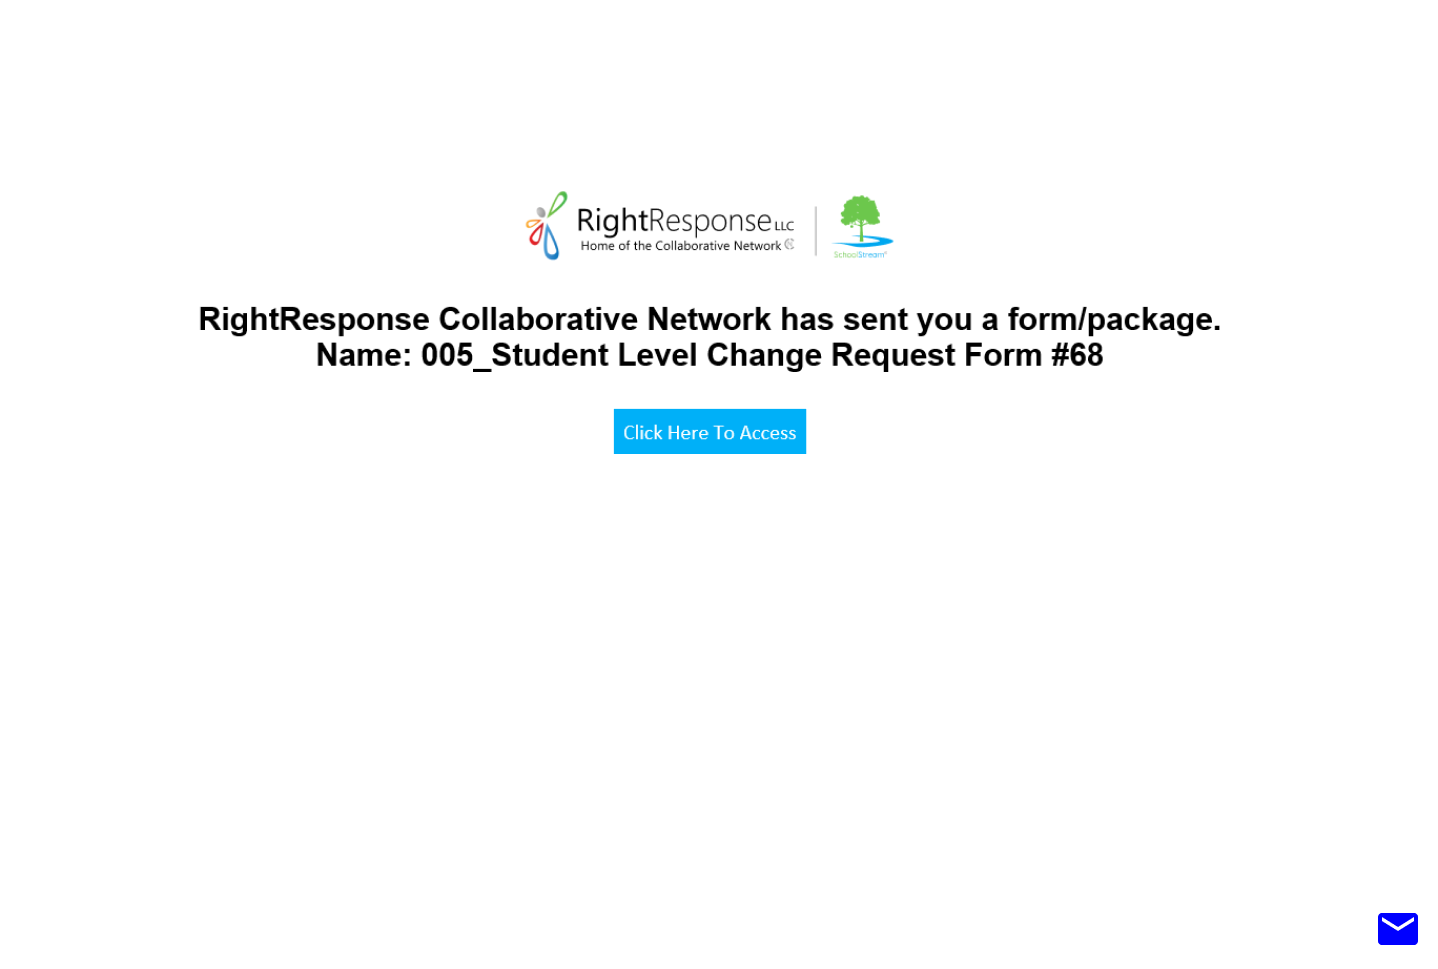 RightResponse LLC
Home of the Collaborative Network
SchoolStream
RightResponse Collaborative Network has sent you a form/package.
Name: 005_Student Level Change Request Form #68
Click Here To Access